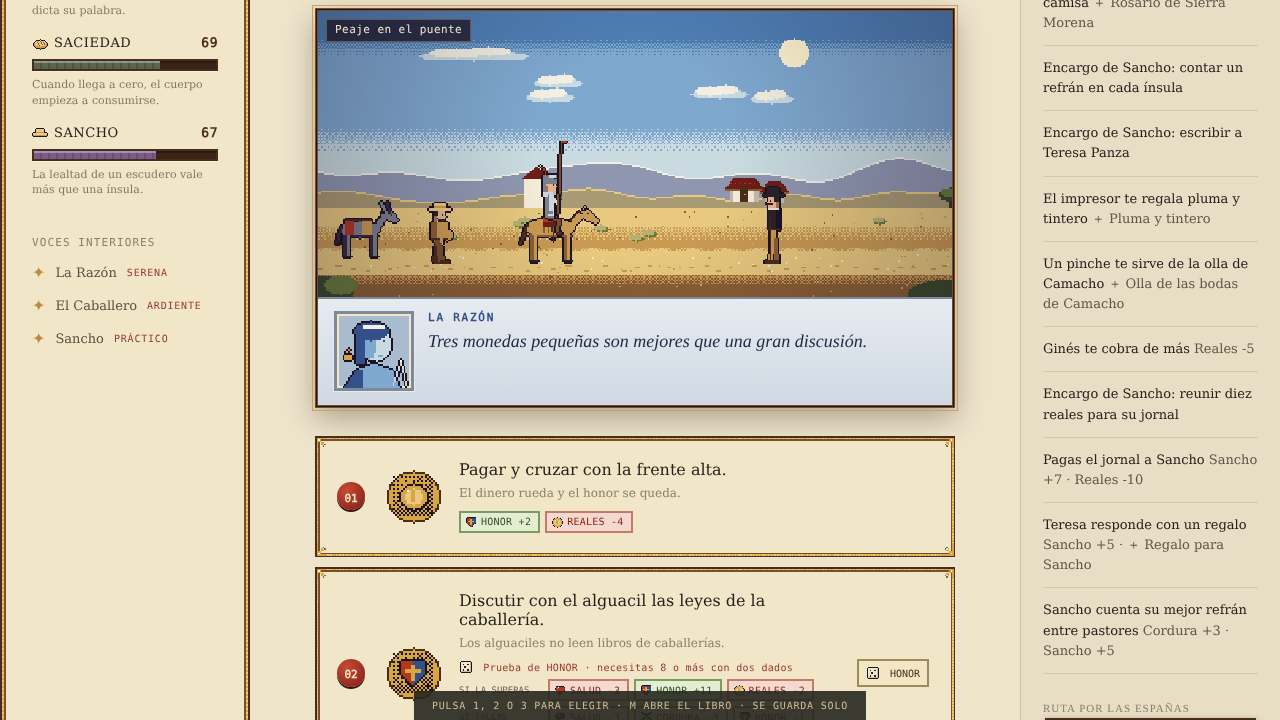 dicta su palabra.
SACIEDAD 69
Cuando llega a cero, el cuerpo
empieza a consumirse.
SANCHO 67
La lealtad de un escudero vale
más que una ínsula.
VOCES INTERIORES
La Razón SERENA
El Caballero ARDIENTE
Sancho PRÁCTICO
Peaje en el puente
LA RAZÓN
Tres monedas pequeñas son mejores que una gran discusión.
01
Pagar y cruzar con la frente alta.
El dinero rueda y el honor se queda.
HONOR +2 REALES -4
02
Discutir con el alguacil las leyes de la
caballería.
Los alguaciles no leen libros de caballerías.
Prueba de HONOR · necesitas 8 o más con dos dados
HONOR
SI LA SUPERAS SALUD -3 HONOR +11 REALES -2
PULSA 1, 2 O 3 PARA ELEGIR · M ABRE EL LIBRO · SE GUARDA SOLO
camisa + Rosario de Sierra
Morena
Encargo de Sancho: contar un
refrán en cada ínsula
Encargo de Sancho: escribir a
Teresa Panza
El impresor te regala pluma y
tintero + Pluma y tintero
Un pinche te sirve de la olla de
Camacho + Olla de las bodas
de Camacho
Ginés te cobra de más Reales -5
Encargo de Sancho: reunir diez
reales para su jornal
Pagas el jornal a Sancho Sancho
+7 · Reales -10
Teresa responde con un regalo
Sancho +5 · + Regalo para
Sancho
Sancho cuenta su mejor refrán
entre pastores Cordura +3 ·
Sancho +5
RUTA POR LAS ESPAÑAS